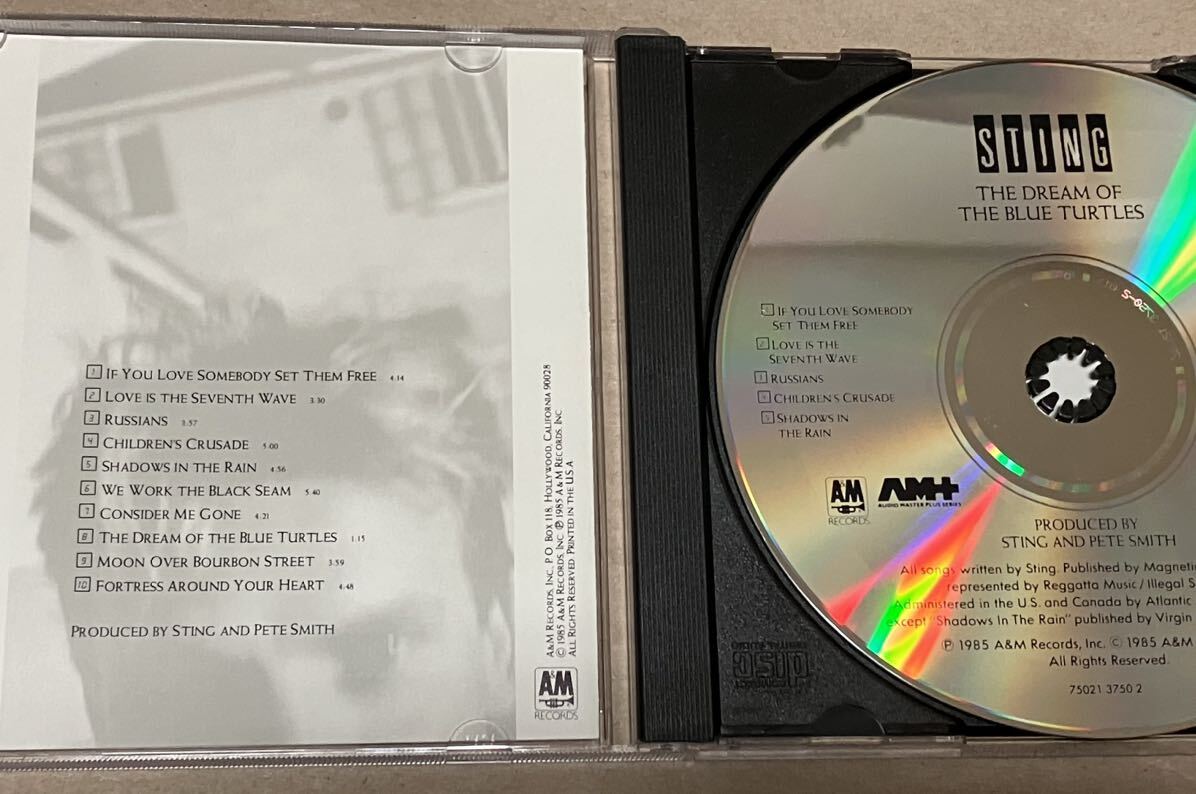 1 IF YOU LOVE SOMEBODY SET THEM FREE 4:14
2 LOVE IS THE SEVENTH WAVE 3:30
3 RUSSIANS 3:57
4 CHILDREN'S CRUSADE 5:00
5 SHADOWS IN THE RAIN 4:56
6 WE WORK THE BLACK SEAM 5:40
7 CONSIDER ME GONE 4:21
8 THE DREAM OF THE BLUE TURTLES 1:15
9 MOON OVER BOURBON STREET 3:59
10 FORTRESS AROUND YOUR HEART 4:48
PRODUCED BY STING AND PETE SMITH
A&M RECORDS, INC. P.O. BOX 118, HOLLYWOOD, CALIFORNIA 90028
© 1985 A&M RECORDS, INC. ℗ 1985 A&M RECORDS, INC.
ALL RIGHTS RESERVED. PRINTED IN THE U.S.A.
A&M
RECORDS
STING
THE DREAM OF
THE BLUE TURTLES
1 IF YOU LOVE SOMEBODY
SET THEM FREE
2 LOVE IS THE
SEVENTH WAVE
3 RUSSIANS
4 CHILDREN'S CRUSADE
5 SHADOWS IN
THE RAIN
A&M
RECORDS
AM+
AUDIO MASTER PLUS SERIES
PRODUCED BY
STING AND PETE SMITH
All songs written by Sting. Published by Magnetic
represented by Reggatta Music/Illegal S
Administered in the U.S. and Canada by Atlantic
except "Shadows In The Rain" published by Virgin
℗ 1985 A&M Records, Inc. © 1985 A&M
All Rights Reserved.
75021 3750 2
COMPACT
disc
DIGITAL AUDIO